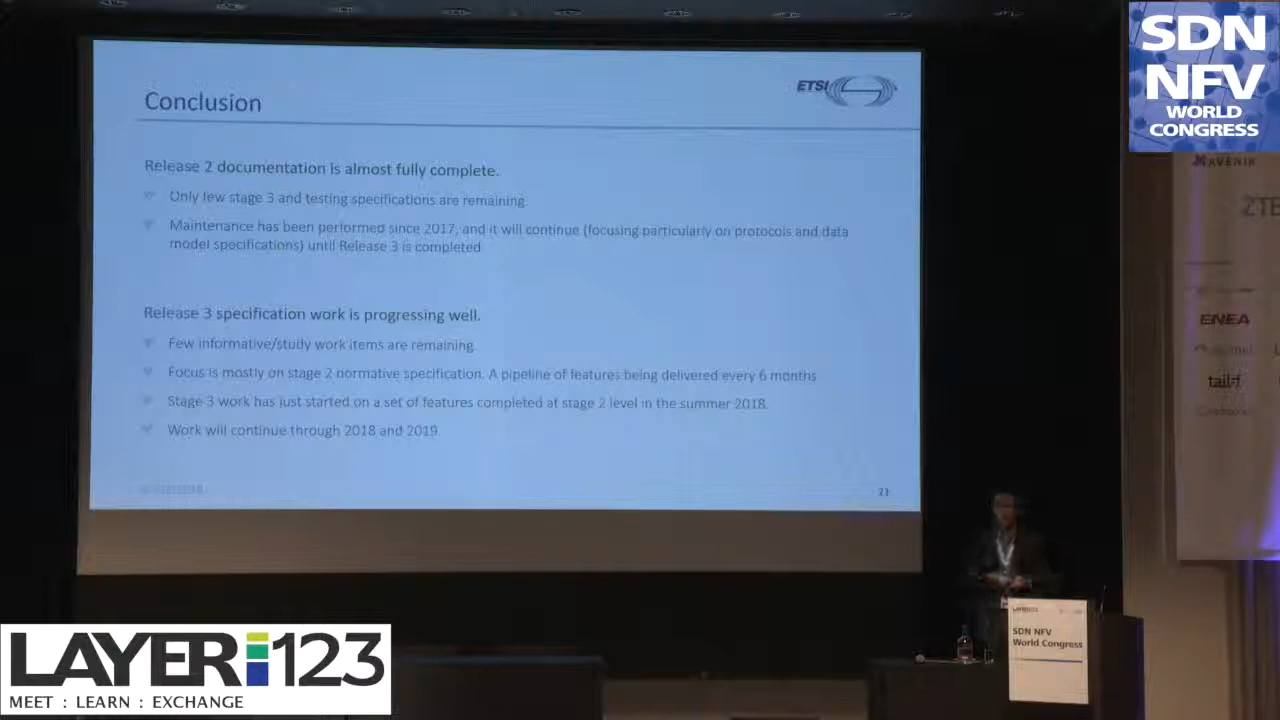 SDN
NFV
WORLD
CONGRESS
ETSI
Conclusion
Release 2 documentation is almost fully complete.
Only few stage 3 and testing specifications are remaining.
Maintenance has been performed since 2017, and it will continue (focusing particularly on protocols and data
model specifications) until Release 3 is completed
Release 3 specification work is progressing well.
Few informative/study work items are remaining.
Focus is mostly on stage 2 normative specification. A pipeline of features being delivered every 6 months
Stage 3 work has just started on a set of features completed at stage 2 level in the summer 2018.
Work will continue through 2018 and 2019.
ZTE
ENEA
tail-f
SDN NFV
World Congress
LAYER 123
MEET : LEARN : EXCHANGE